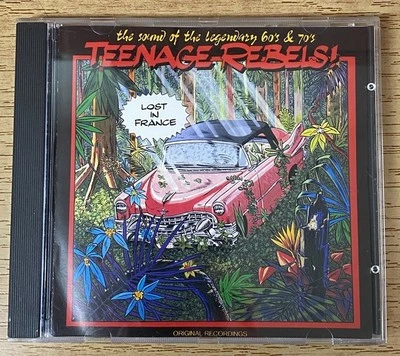 the sound of the legendary 60's & 70's
TEENAGE-REBELS!
LOST
IN
FRANCE
ORIGINAL RECORDINGS